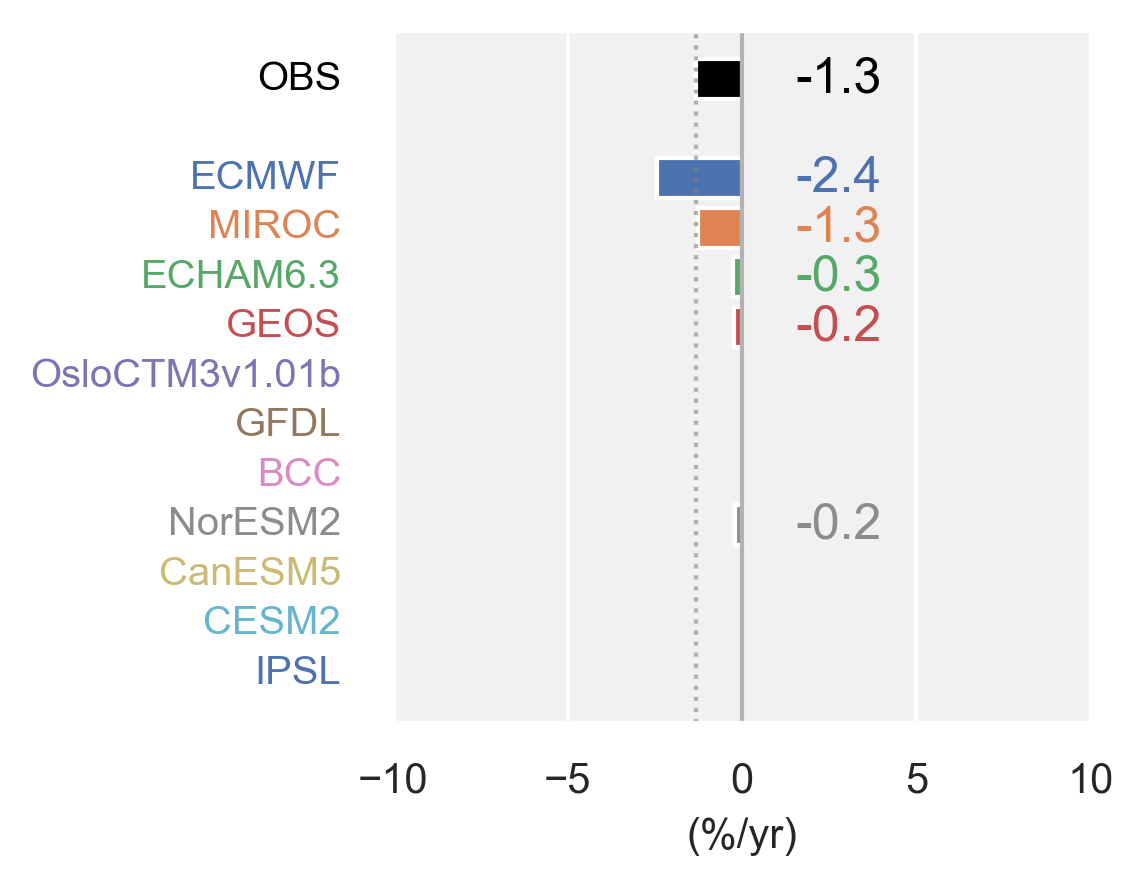 OBS -1.3
ECMWF -2.4
MIROC -1.3
ECHAM6.3 -0.3
GEOS -0.2
OsloCTM3v1.01b
GFDL
BCC
NorESM2 -0.2
CanESM5
CESM2
IPSL
−10 −5 0 5 10
(%/yr)